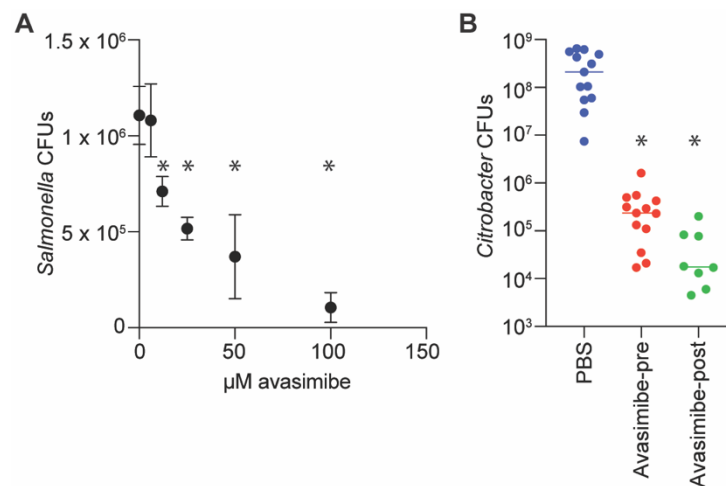 A
Salmonella CFUs
1.5 x 10⁶
1 x 10⁶
5 x 10⁵
0
* * * *
0 50 100 150
µM avasimibe
B
Citrobacter CFUs
10⁹
10⁸
10⁷
10⁶
10⁵
10⁴
10³
* *
PBS
Avasimibe-pre
Avasimibe-post